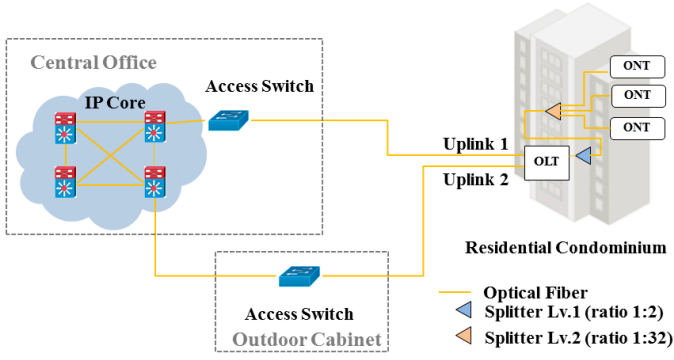 Central Office
IP Core
Access Switch
ONT
ONT
ONT
Uplink 1
OLT
Uplink 2
Residential Condominium
Access Switch
Outdoor Cabinet
Optical Fiber
Splitter Lv.1 (ratio 1:2)
Splitter Lv.2 (ratio 1:32)